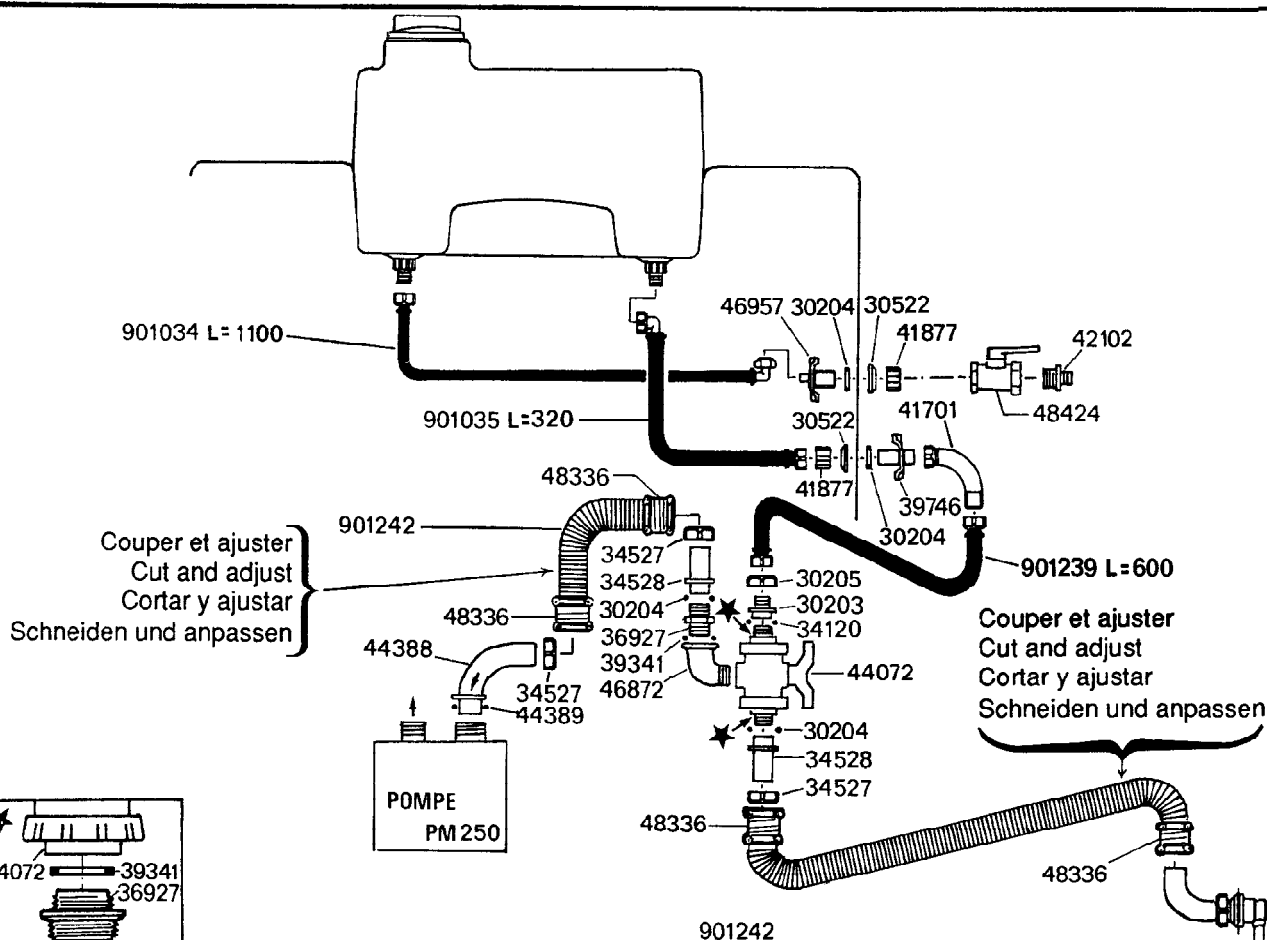 46957
30204
30522
41877
42102
901034 L=1100
48424
41701
901035 L=320
30522
41877
39746
30204
48336
901242
Couper et ajuster
Cut and adjust
Cortar y ajustar
Schneiden und anpassen
34527
34528
30204
36927
39341
46872
48336
44388
34527
44389
30205
30203
34120
44072
901239 L=600
Couper et ajuster
Cut and adjust
Cortar y ajustar
Schneiden und anpassen
30204
34528
34527
48336
48336
POMPE
PM 250
4072
39341
36927
901242